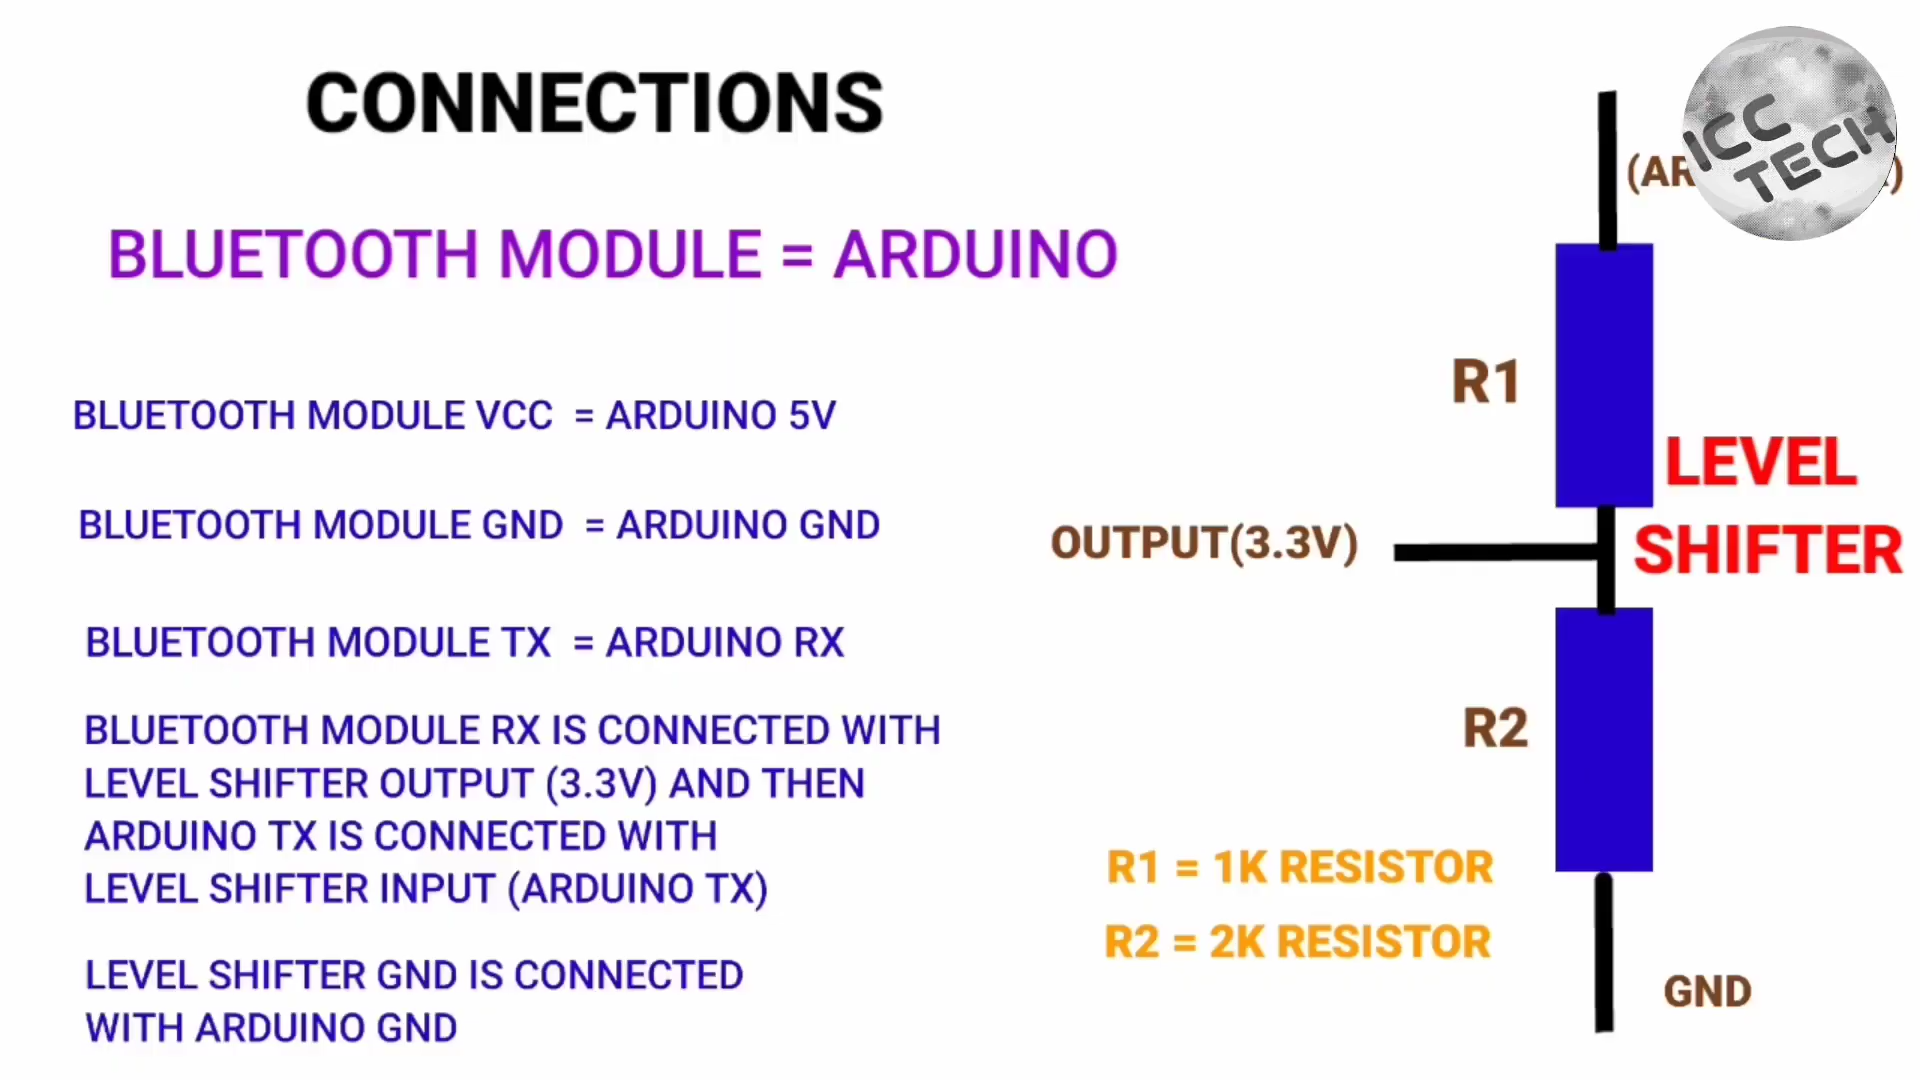 CONNECTIONS
BLUETOOTH MODULE = ARDUINO
BLUETOOTH MODULE VCC = ARDUINO 5V
BLUETOOTH MODULE GND = ARDUINO GND
BLUETOOTH MODULE TX = ARDUINO RX
BLUETOOTH MODULE RX IS CONNECTED WITH
LEVEL SHIFTER OUTPUT (3.3V) AND THEN
ARDUINO TX IS CONNECTED WITH
LEVEL SHIFTER INPUT (ARDUINO TX)
LEVEL SHIFTER GND IS CONNECTED
WITH ARDUINO GND
ICC
TECH
R1
LEVEL
SHIFTER
OUTPUT(3.3V)
R2
R1 = 1K RESISTOR
R2 = 2K RESISTOR
GND